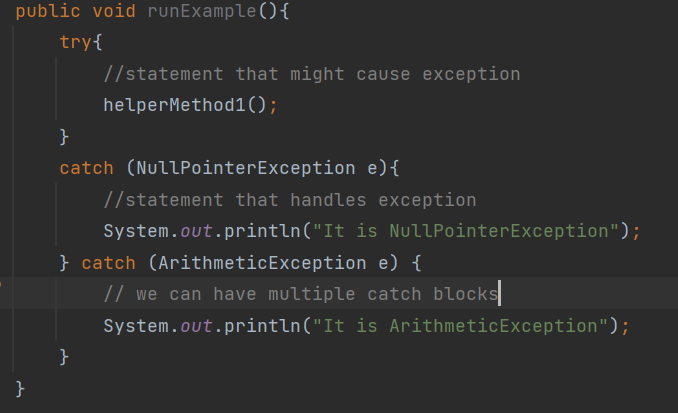 public void runExample(){
try{
//statement that might cause exception
helperMethod1();
}
catch (NullPointerException e){
//statement that handles exception
System.out.println("It is NullPointerException");
} catch (ArithmeticException e) {
// we can have multiple catch blocks
System.out.println("It is ArithmeticException");
}
}